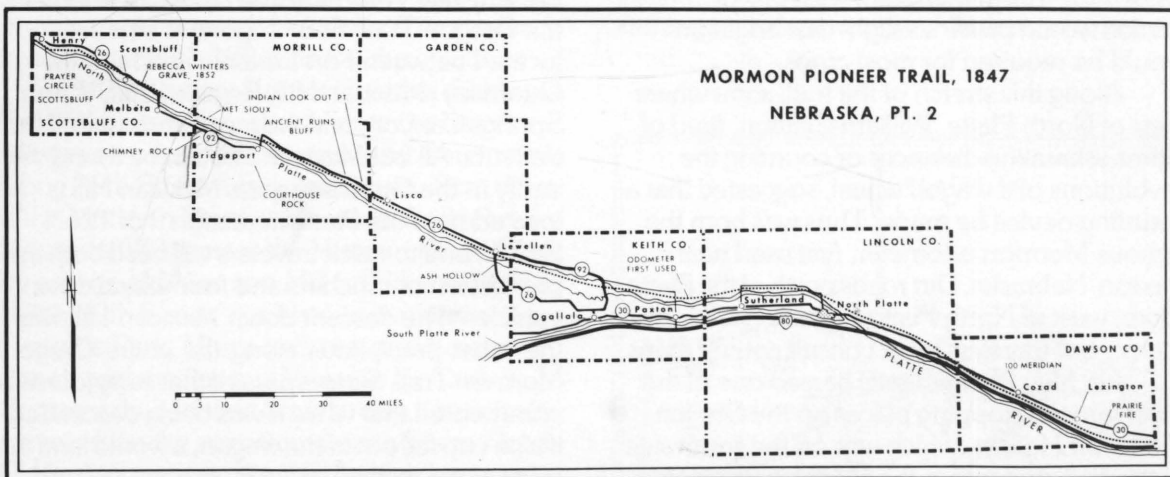 MORMON PIONEER TRAIL, 1847
NEBRASKA, PT. 2
Henry
26
Scottsbluff
North
REBECCA WINTERS
GRAVE, 1852
PRAYER
CIRCLE
SCOTTSBLUFF
Melbeta
SCOTTSBLUFF CO.
CHIMNEY ROCK
MORRILL CO.
GARDEN CO.
INDIAN LOOK OUT PT.
MET SIOUX
ANCIENT RUINS
BLUFF
92
Bridgeport
Platte
COURTHOUSE
ROCK
Lisco
River
26
Lewellen
ASH HOLLOW
KEITH CO.
ODOMETER
FIRST USED
92
26
Ogallala
30
Paxton
South Platte River
LINCOLN CO.
Sutherland
North Platte
80
PLATTE
RIVER
DAWSON CO.
100 MERIDIAN
Cozad
Lexington
PRAIRIE
FIRE
30
N
0 5 10 20 30 40 MILES